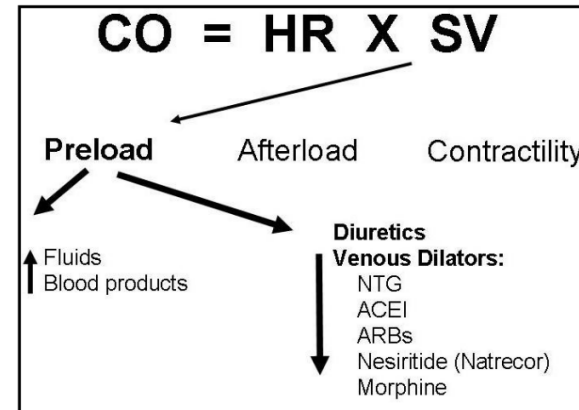 CO = HR X SV
Preload Afterload Contractility
Fluids
Blood products
Diuretics
Venous Dilators:
NTG
ACEI
ARBs
Nesiritide (Natrecor)
Morphine